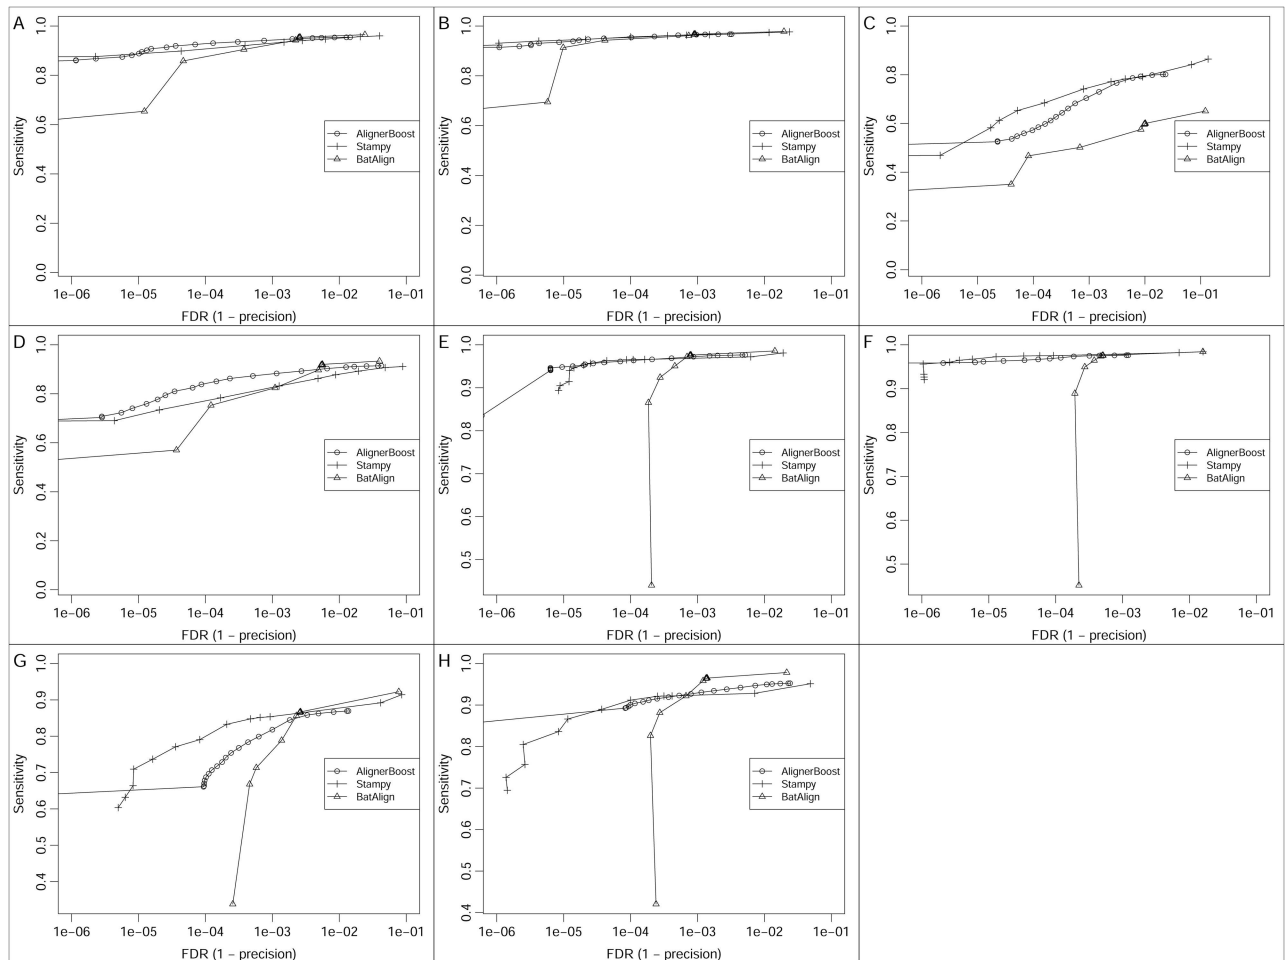 A
Sensitivity
1.0
0.8
0.6
0.4
0.2
0.0
AlignerBoost
Stampy
BatAlign
1e−06 1e−05 1e−04 1e−03 1e−02 1e−01
FDR (1 − precision)
B
Sensitivity
1.0
0.8
0.6
0.4
0.2
0.0
AlignerBoost
Stampy
BatAlign
1e−06 1e−05 1e−04 1e−03 1e−02 1e−01
FDR (1 − precision)
C
Sensitivity
1.0
0.8
0.6
0.4
0.2
0.0
AlignerBoost
Stampy
BatAlign
1e−06 1e−04 1e−03 1e−02 1e−01
FDR (1 − precision)
D
Sensitivity
1.0
0.8
0.6
0.4
0.2
0.0
AlignerBoost
Stampy
BatAlign
1e−06 1e−05 1e−04 1e−03 1e−02 1e−01
FDR (1 − precision)
E
Sensitivity
1.0
0.9
0.8
0.7
0.6
0.5
AlignerBoost
Stampy
BatAlign
1e−06 1e−05 1e−04 1e−03 1e−02 1e−01
FDR (1 − precision)
F
Sensitivity
1.0
0.9
0.8
0.7
0.6
0.5
AlignerBoost
Stampy
BatAlign
1e−06 1e−05 1e−04 1e−03 1e−02 1e−01
FDR (1 − precision)
G
Sensitivity
1.0
0.9
0.8
0.7
0.6
0.5
0.4
AlignerBoost
Stampy
BatAlign
1e−06 1e−05 1e−04 1e−03 1e−02 1e−01
FDR (1 − precision)
H
Sensitivity
1.0
0.9
0.8
0.7
0.6
0.5
0.4
AlignerBoost
Stampy
BatAlign
1e−06 1e−05 1e−04 1e−03 1e−02 1e−01
FDR (1 − precision)